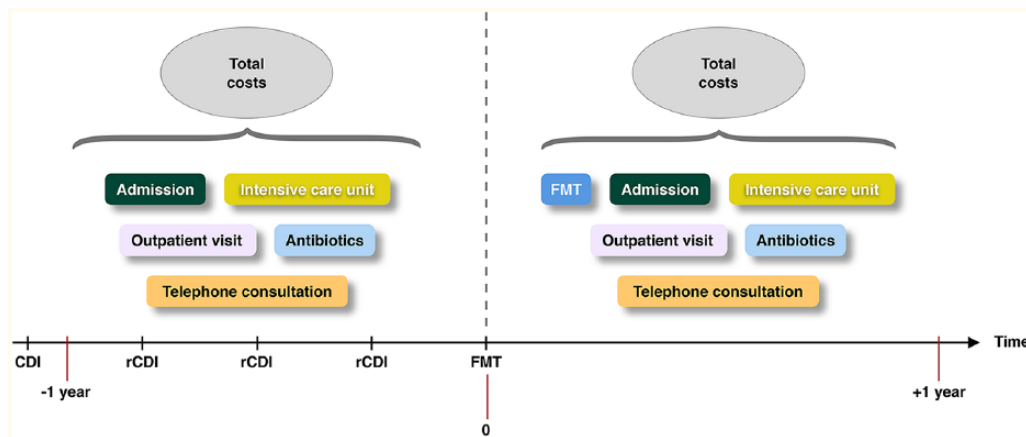 Total
costs
Total
costs
Admission
Intensive care unit
FMT
Admission
Intensive care unit
Outpatient visit
Antibiotics
Outpatient visit
Antibiotics
Telephone consultation
Telephone consultation
Time
CDI
rCDI
rCDI
rCDI
FMT
-1 year
+1 year
0